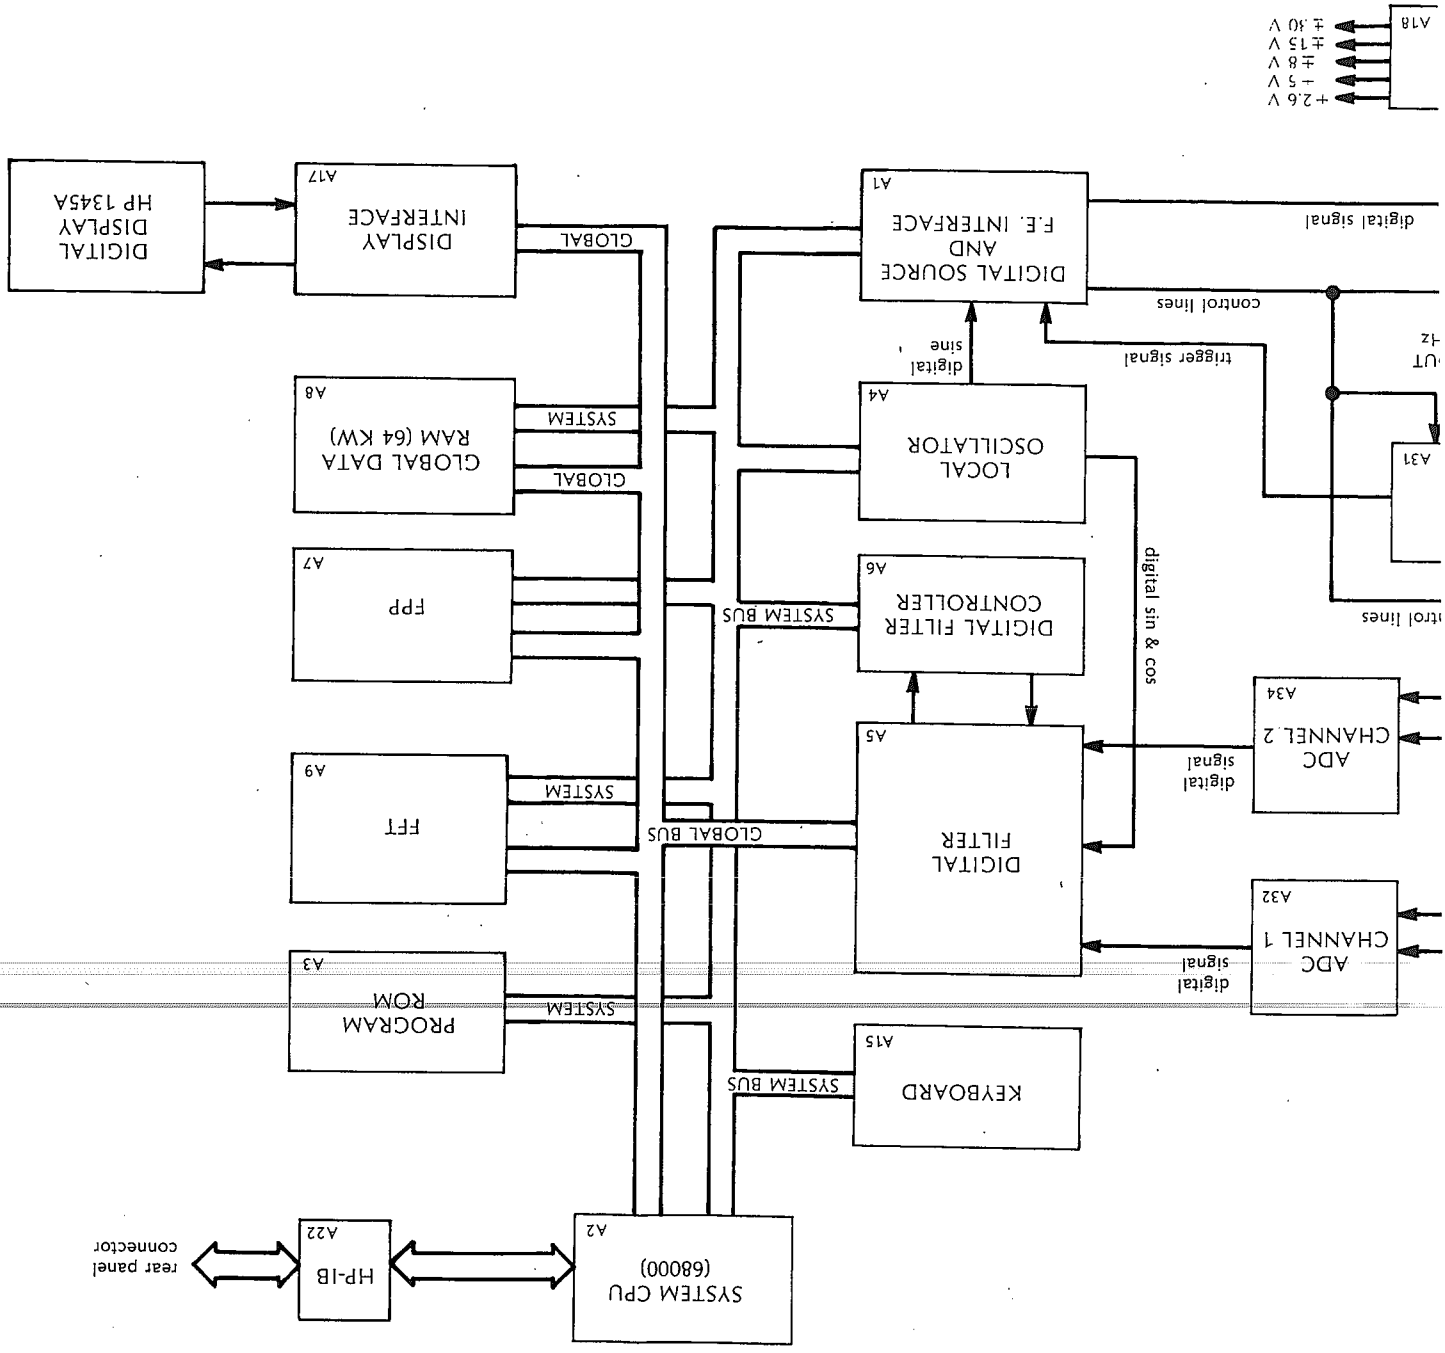 SYSTEM CPU
(68000)
A2
HP-IB
A22
rear panel
connector
KEYBOARD
A15
SYSTEM BUS
PROGRAM
ROM
A3
SYSTEM
ADC
CHANNEL 1
A32
digital
signal
DIGITAL
FILTER
A5
GLOBAL BUS
FFT
A9
SYSTEM
ADC
CHANNEL 2
A34
digital
signal
digital sin & cos
DIGITAL FILTER
CONTROLLER
A6
SYSTEM BUS
FPP
A7
control lines
A31
LOCAL
OSCILLATOR
A4
GLOBAL
GLOBAL DATA
RAM (64 KW)
SYSTEM
A8
trigger signal
digital
sine
control lines
DIGITAL SOURCE
AND
F.E. INTERFACE
A1
digital signal
GLOBAL
DISPLAY
INTERFACE
A17
DIGITAL
DISPLAY
HP 1345A
+2.6 V
+ 5 V
± 8 V
±15 V
± 30 V
A18